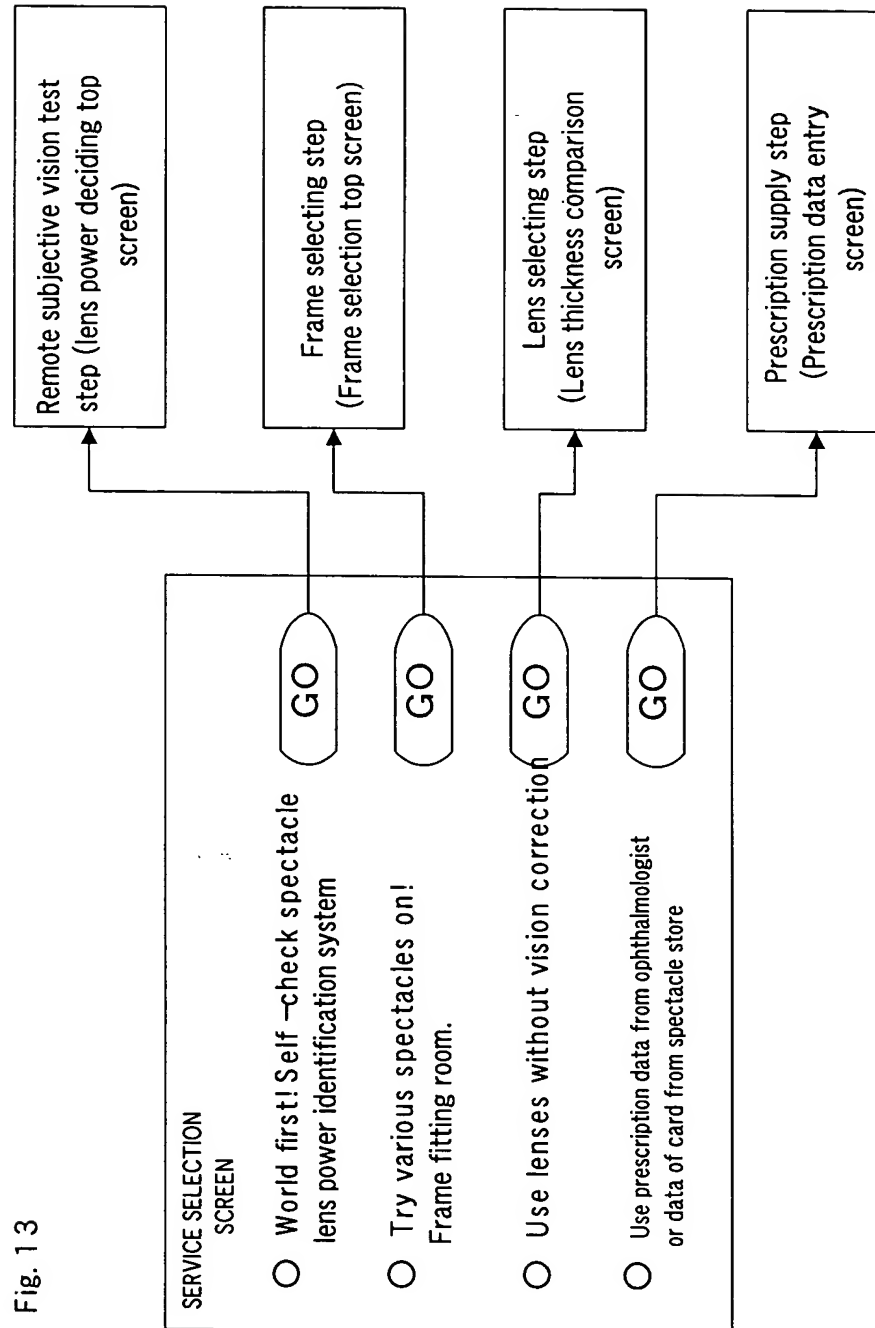 Fig. 13
SERVICE SELECTION
SCREEN
World first! Self –check spectacle
lens power identification system
GO
Try various spectacles on!
Frame fitting room.
GO
Use lenses without vision correction
GO
Use prescription data from ophthalmologist
or data of card from spectacle store
GO
Remote subjective vision test
step (lens power deciding top
screen)
Frame selecting step
(Frame selection top screen)
Lens selecting step
(Lens thickness comparison
screen)
Prescription supply step
(Prescription data entry
screen)